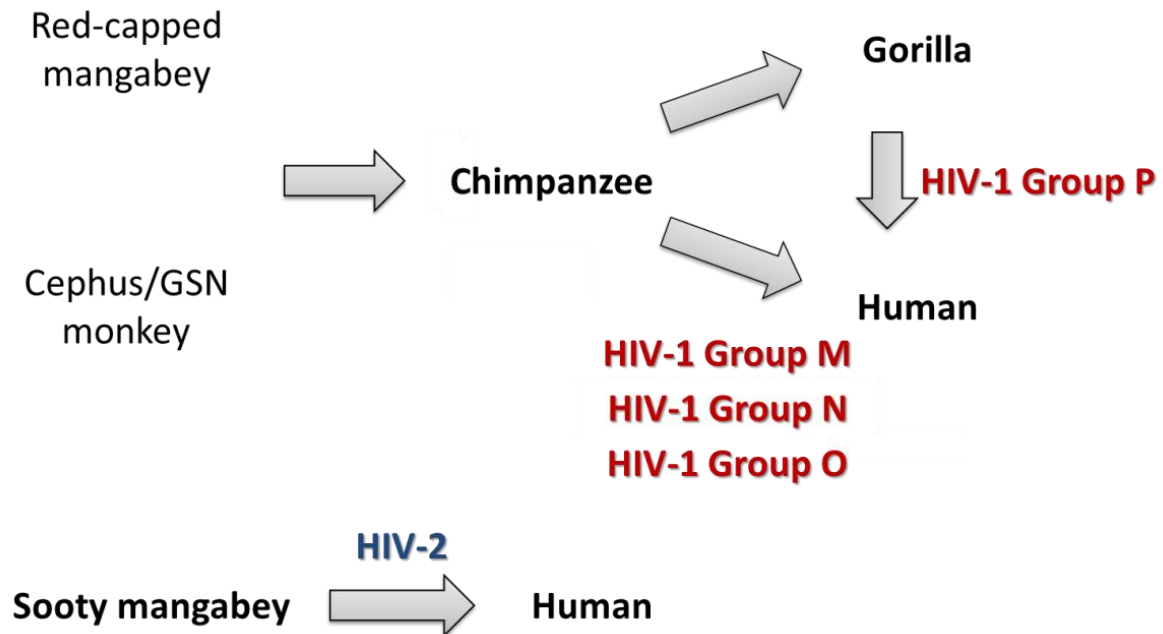 Red-capped
mangabey
Gorilla
Chimpanzee
HIV-1 Group P
Cephus/GSN
monkey
Human
HIV-1 Group M
HIV-1 Group N
HIV-1 Group O
HIV-2
Sooty mangabey
Human